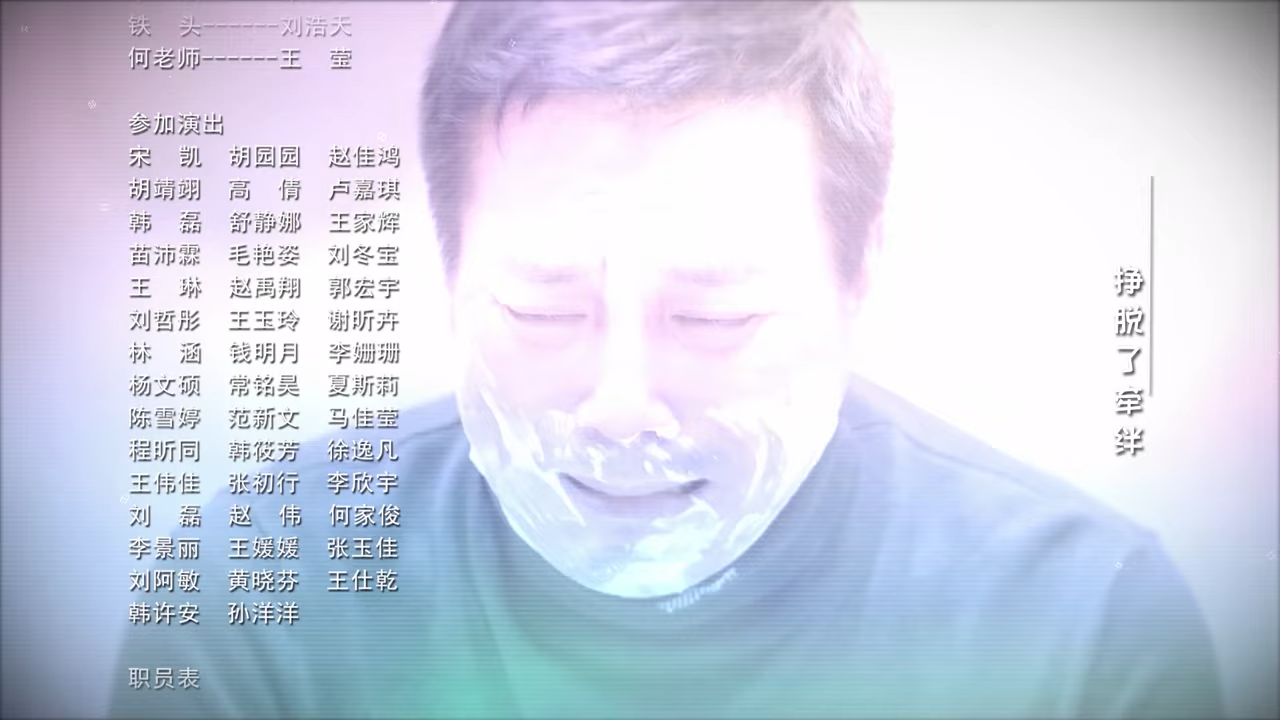 铁　头------刘浩天
何老师------王　莹
参加演出
宋　凯　胡园园　赵佳鸿
胡靖翊　高　倩　卢嘉琪
韩　磊　舒静娜　王家辉
苗沛霖　毛艳姿　刘冬宝
王　琳　赵禹翔　郭宏宇
刘哲彤　王玉玲　谢昕卉
林　涵　钱明月　李姗珊
杨文硕　常铭昊　夏斯莉
陈雪婷　范新文　马佳莹
程昕同　韩筱芳　徐逸凡
王伟佳　张初行　李欣宇
刘　磊　赵　伟　何家俊
李景丽　王媛媛　张玉佳
刘阿敏　黄晓芬　王仕乾
韩许安　孙洋洋
职员表
挣脱了牵绊